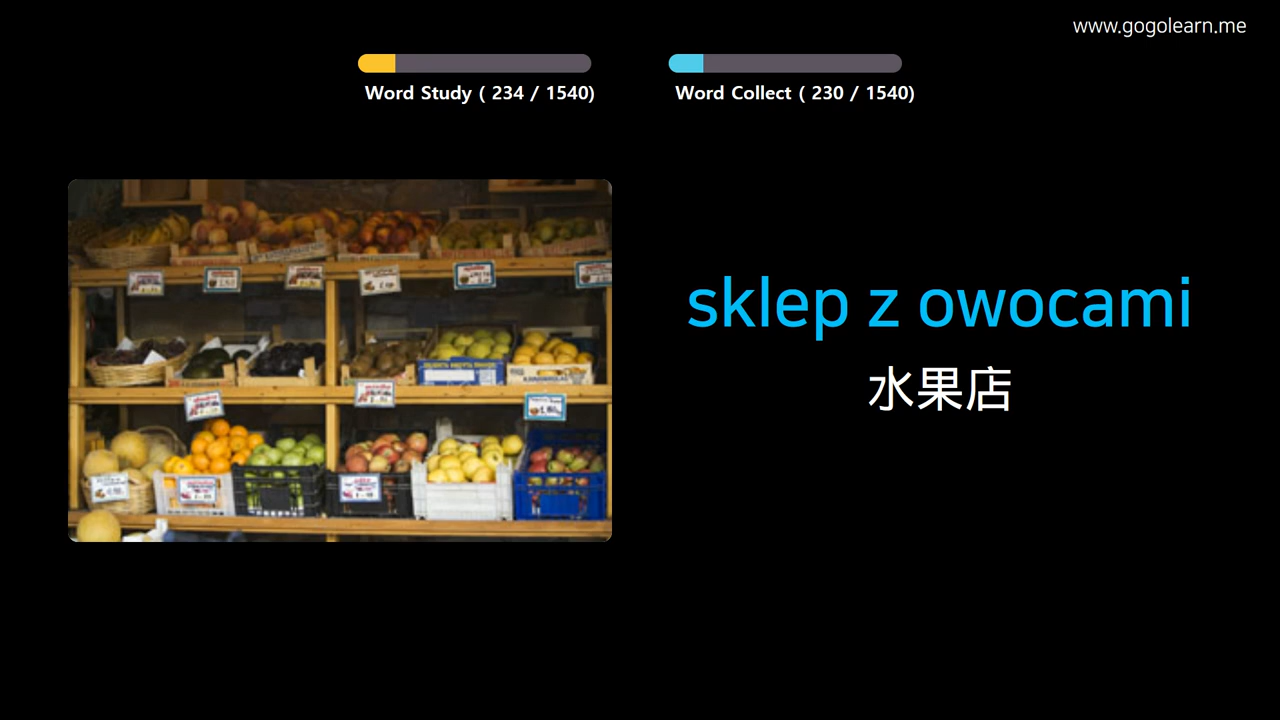 www.gogolearn.me
Word Study ( 234 / 1540)
Word Collect ( 230 / 1540)
sklep z owocami
水果店